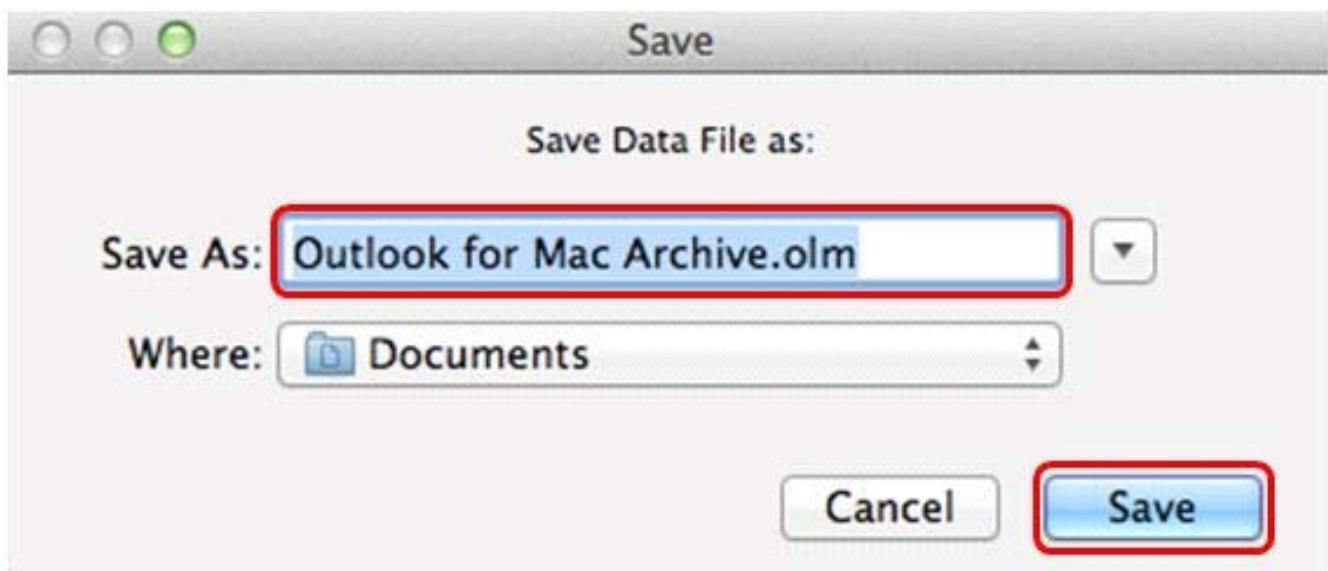 Save
Save Data File as:
Save As: Outlook for Mac Archive.olm
Where: Documents
Cancel Save